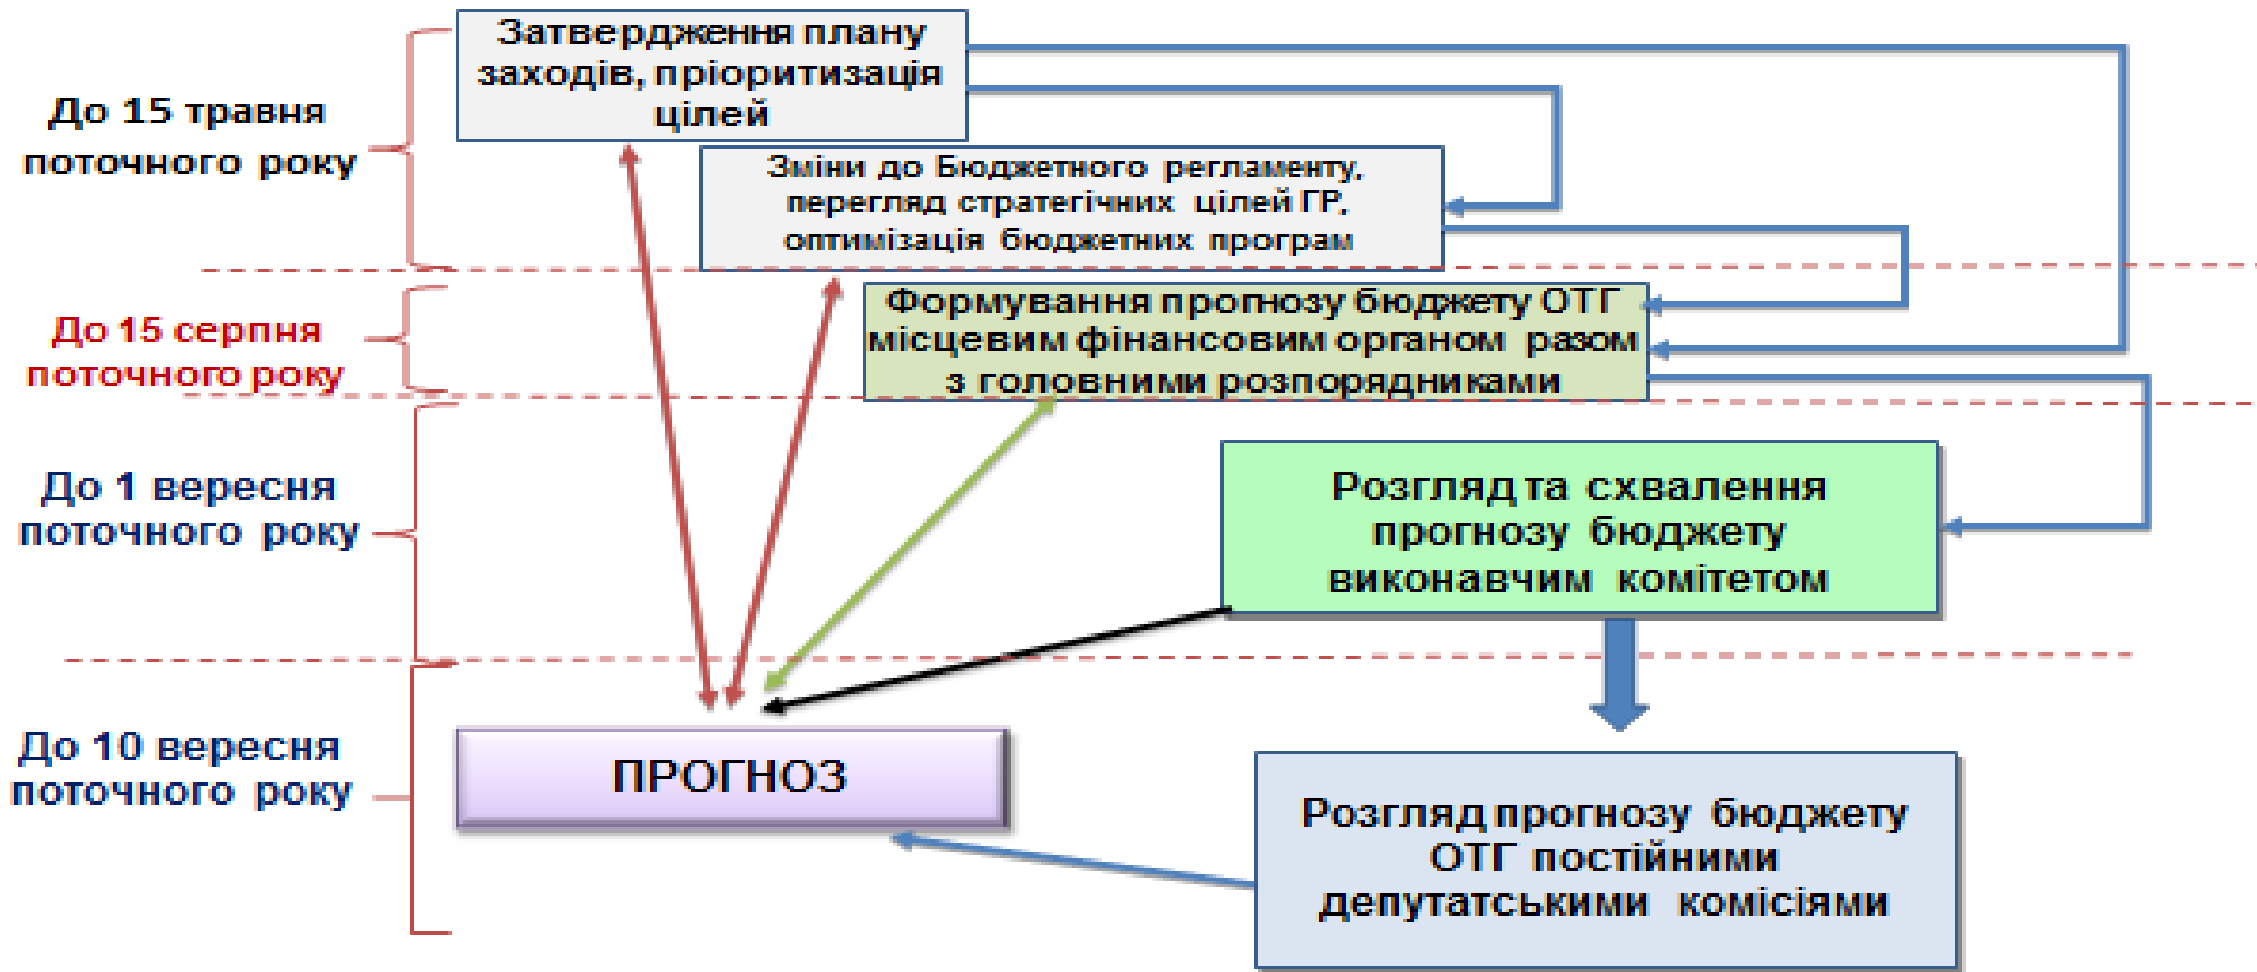 Затвердження плану
заходів, пріоритизація
цілей
До 15 травня
поточного року
Зміни до Бюджетного регламенту,
перегляд стратегічних цілей ГР,
оптимізація бюджетних програм
До 15 серпня
поточного року
Формування прогнозу бюджету ОТГ
місцевим фінансовим органом разом
з головними розпорядниками
До 1 вересня
поточного року
Розгляд та схвалення
прогнозу бюджету
виконавчим комітетом
До 10 вересня
поточного року
ПРОГНОЗ
Розгляд прогнозу бюджету
ОТГ постійними
депутатськими комісіями